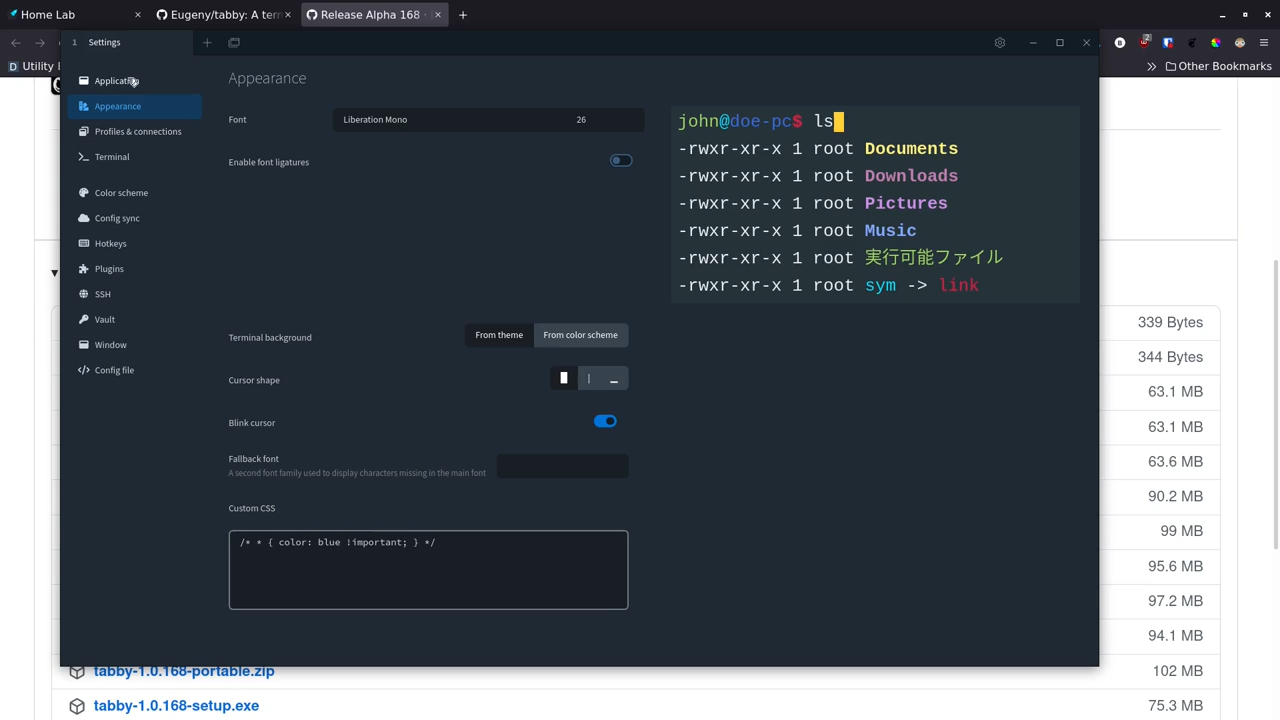 Home Lab
Eugeny/tabby: A ter
Release Alpha 168 ·
1 Settings
Utility
Other Bookmarks
2
Application
Appearance
Profiles & connections
Terminal
Color scheme
Config sync
Hotkeys
Plugins
SSH
Vault
Window
Config file
Appearance
Font
Liberation Mono 26
Enable font ligatures
john@doe-pc$ ls
-rwxr-xr-x 1 root Documents
-rwxr-xr-x 1 root Downloads
-rwxr-xr-x 1 root Pictures
-rwxr-xr-x 1 root Music
-rwxr-xr-x 1 root 実行可能ファイル
-rwxr-xr-x 1 root sym -> link
Terminal background
From theme From color scheme
Cursor shape
Blink cursor
Fallback font
A second font family used to display characters missing in the main font
Custom CSS
/* * { color: blue !important; } */
339 Bytes
344 Bytes
63.1 MB
63.1 MB
63.6 MB
90.2 MB
99 MB
95.6 MB
97.2 MB
94.1 MB
tabby-1.0.168-portable.zip 102 MB
tabby-1.0.168-setup.exe 75.3 MB